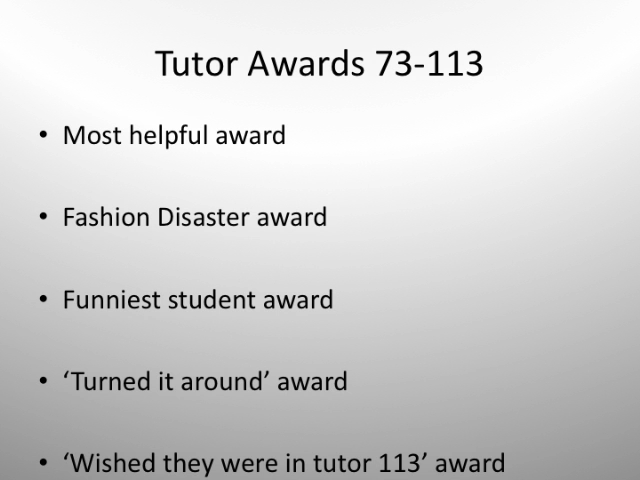 Tutor Awards 73-113
• Most helpful award
• Fashion Disaster award
• Funniest student award
• ‘Turned it around’ award
• ‘Wished they were in tutor 113’ award